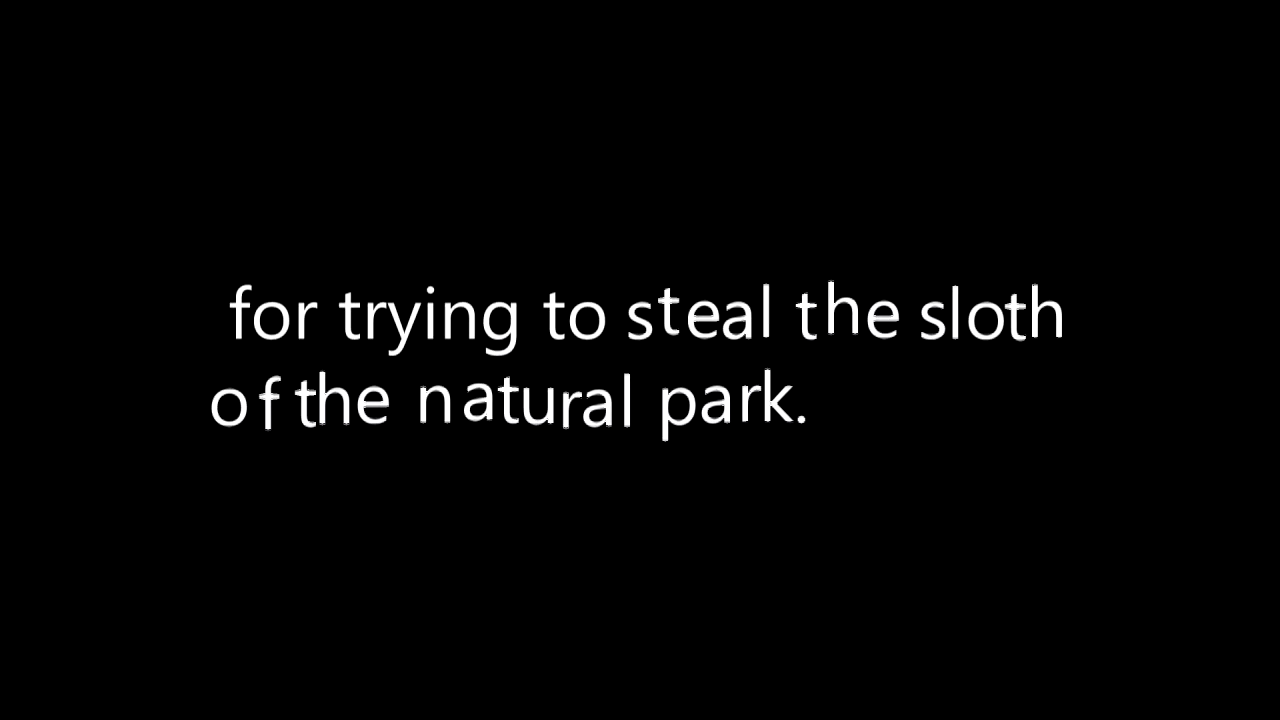 for trying to steal the sloth
of the natural park.